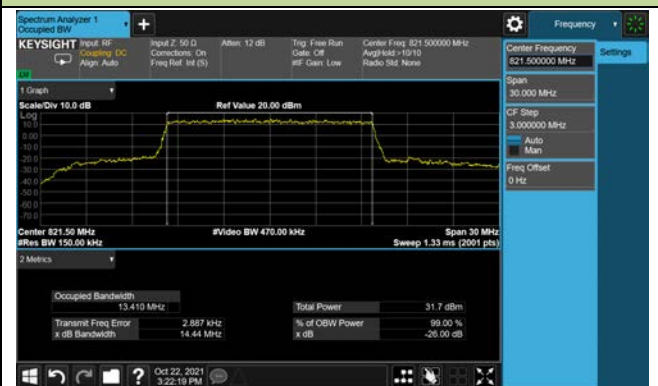 Spectrum Analyzer 1
Occupied BW
Frequency
KEYSIGHT
Input: RF
Coupling: DC
Align: Auto
Input Z: 50 Ω
Corrections: On
Freq Ref: Int (S)
Atten: 12 dB
Trig: Free Run
Gate: Off
#IF Gain: Low
Center Freq: 821.500000 MHz
Avg|Hold:>10/10
Radio Std: None
Center Frequency
821.500000 MHz
Settings
Span
30.000 MHz
CF Step
3.000000 MHz
Auto
Man
Freq Offset
0 Hz
1 Graph
Scale/Div 10.0 dB
Ref Value 20.00 dBm
Log
10.0
0.00
-10.0
-20.0
-30.0
-40.0
-50.0
-60.0
-70.0
Center 821.50 MHz
#Video BW 470.00 kHz
Span 30 MHz
#Res BW 150.00 kHz
Sweep 1.33 ms (2001 pts)
2 Metrics
Occupied Bandwidth
13.410 MHz
Total Power
31.7 dBm
Transmit Freq Error
2.887 kHz
% of OBW Power
99.00 %
x dB Bandwidth
14.44 MHz
x dB
-26.00 dB
Oct 22, 2021
3:22:19 PM